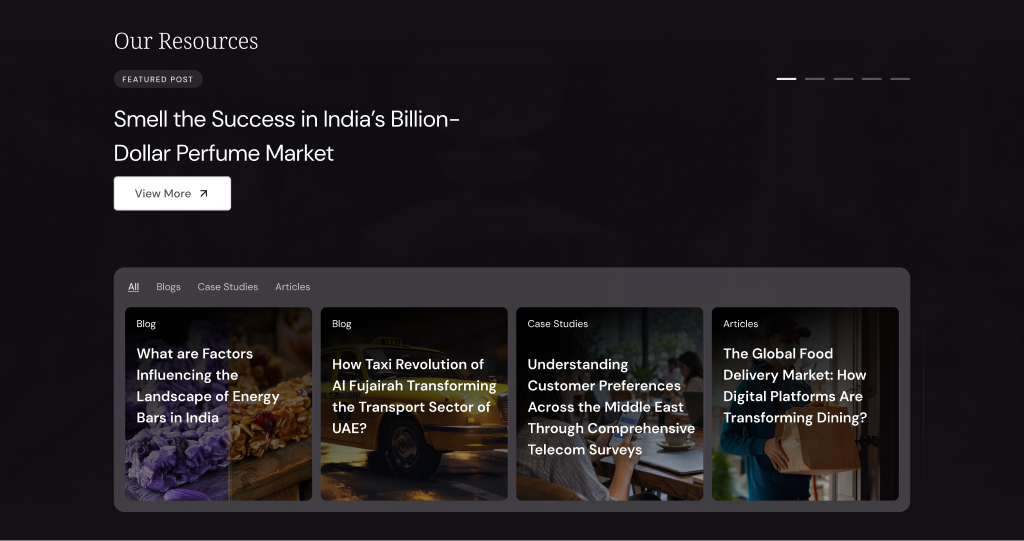 Our Resources
FEATURED POST
Smell the Success in India’s Billion-
Dollar Perfume Market
View More
All Blogs Case Studies Articles
Blog
What are Factors
Influencing the
Landscape of Energy
Bars in India
Blog
How Taxi Revolution of
Al Fujairah Transforming
the Transport Sector of
UAE?
Case Studies
Understanding
Customer Preferences
Across the Middle East
Through Comprehensive
Telecom Surveys
Articles
The Global Food
Delivery Market: How
Digital Platforms Are
Transforming Dining?